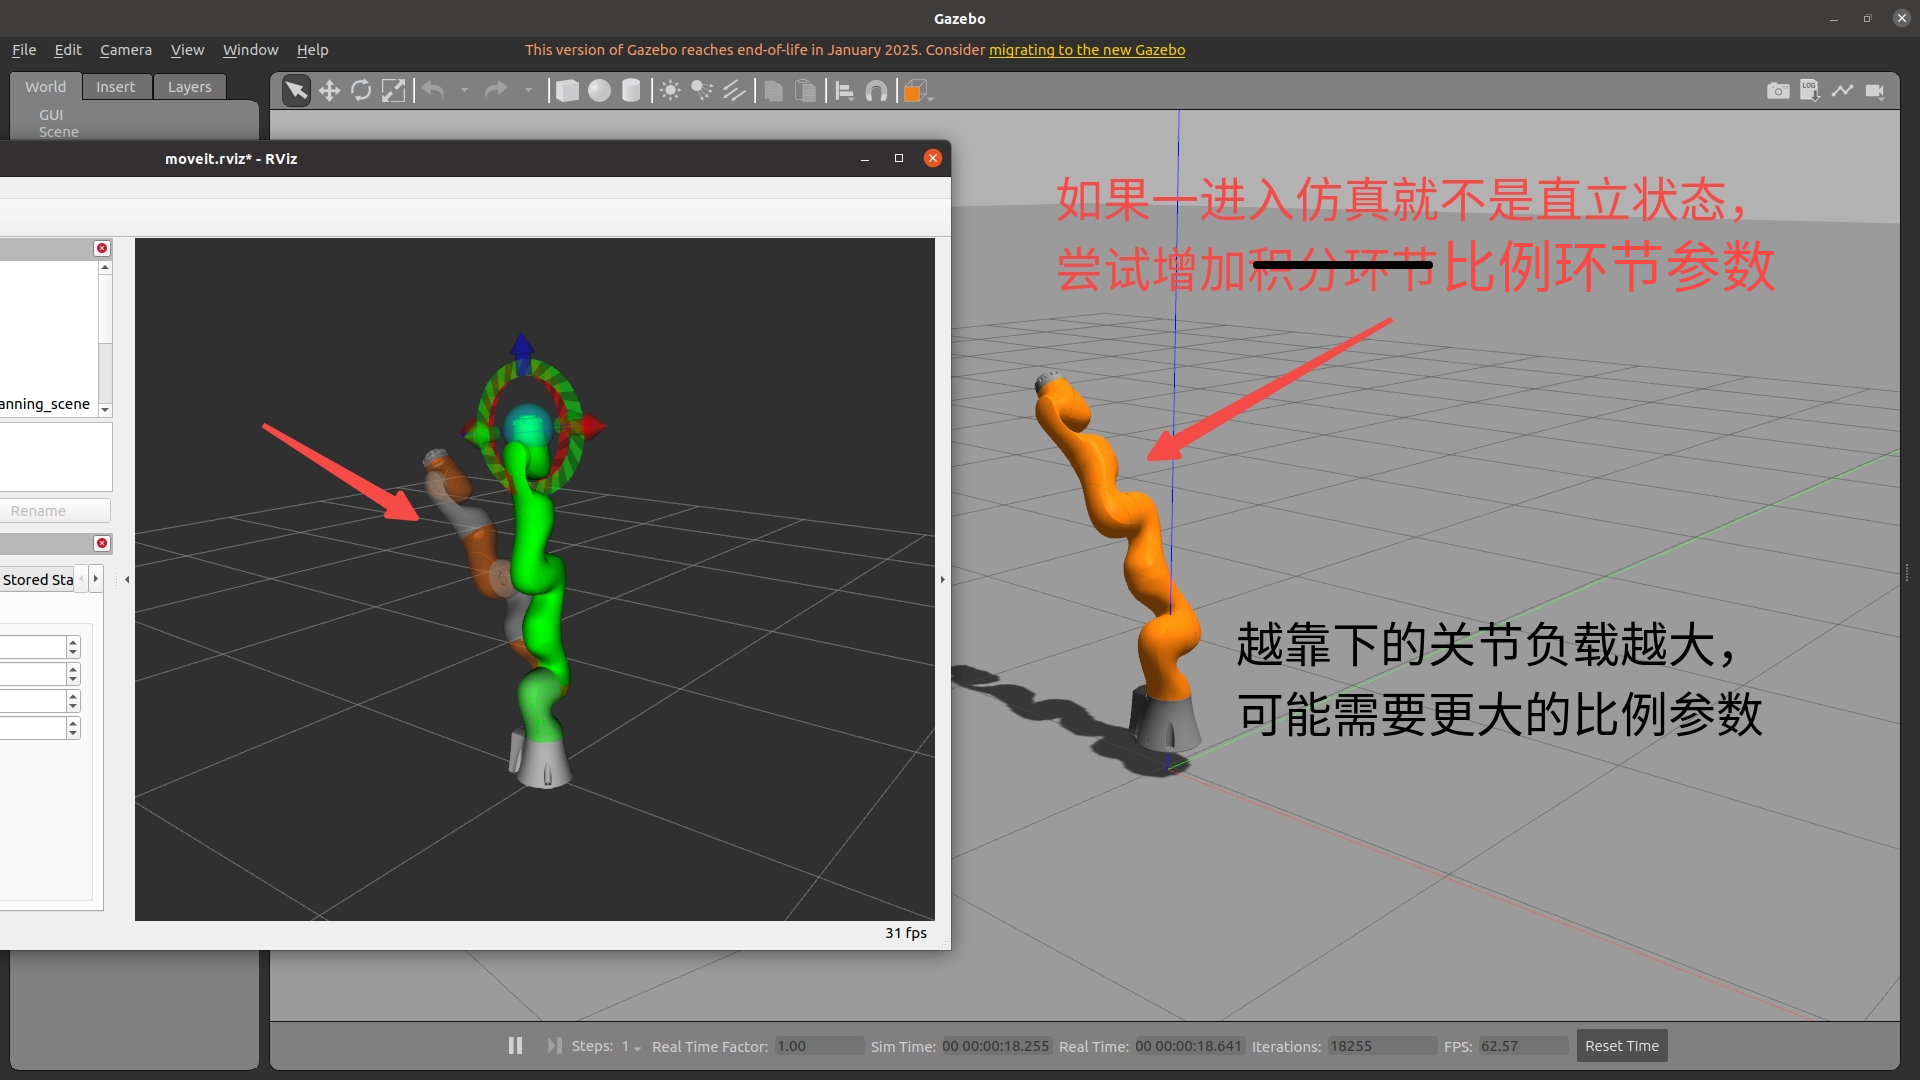 Gazebo
File Edit Camera View Window Help
This version of Gazebo reaches end-of-life in January 2025. Consider migrating to the new Gazebo
World Insert Layers
GUI
Scene
LOG
moveit.rviz* - RViz
如果一进入仿真就不是直立状态，
尝试增加积分环节比例环节参数
anning_scene
Rename
Stored Sta
越靠下的关节负载越大，
可能需要更大的比例参数
31 fps
Steps: 1 Real Time Factor: 1.00 Sim Time: 00 00:00:18.255 Real Time: 00 00:00:18.641 Iterations: 18255 FPS: 62.57 Reset Time